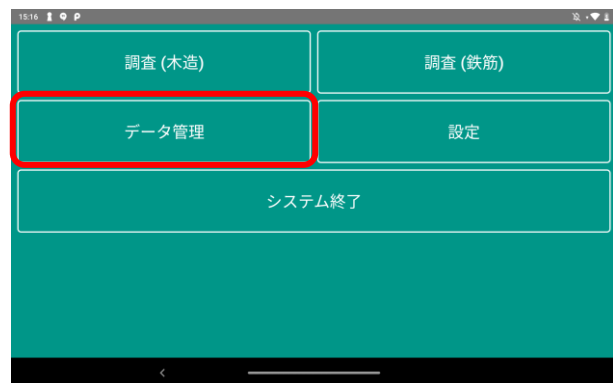 15:16
調査 (木造)
調査 (鉄筋)
データ管理
設定
システム終了